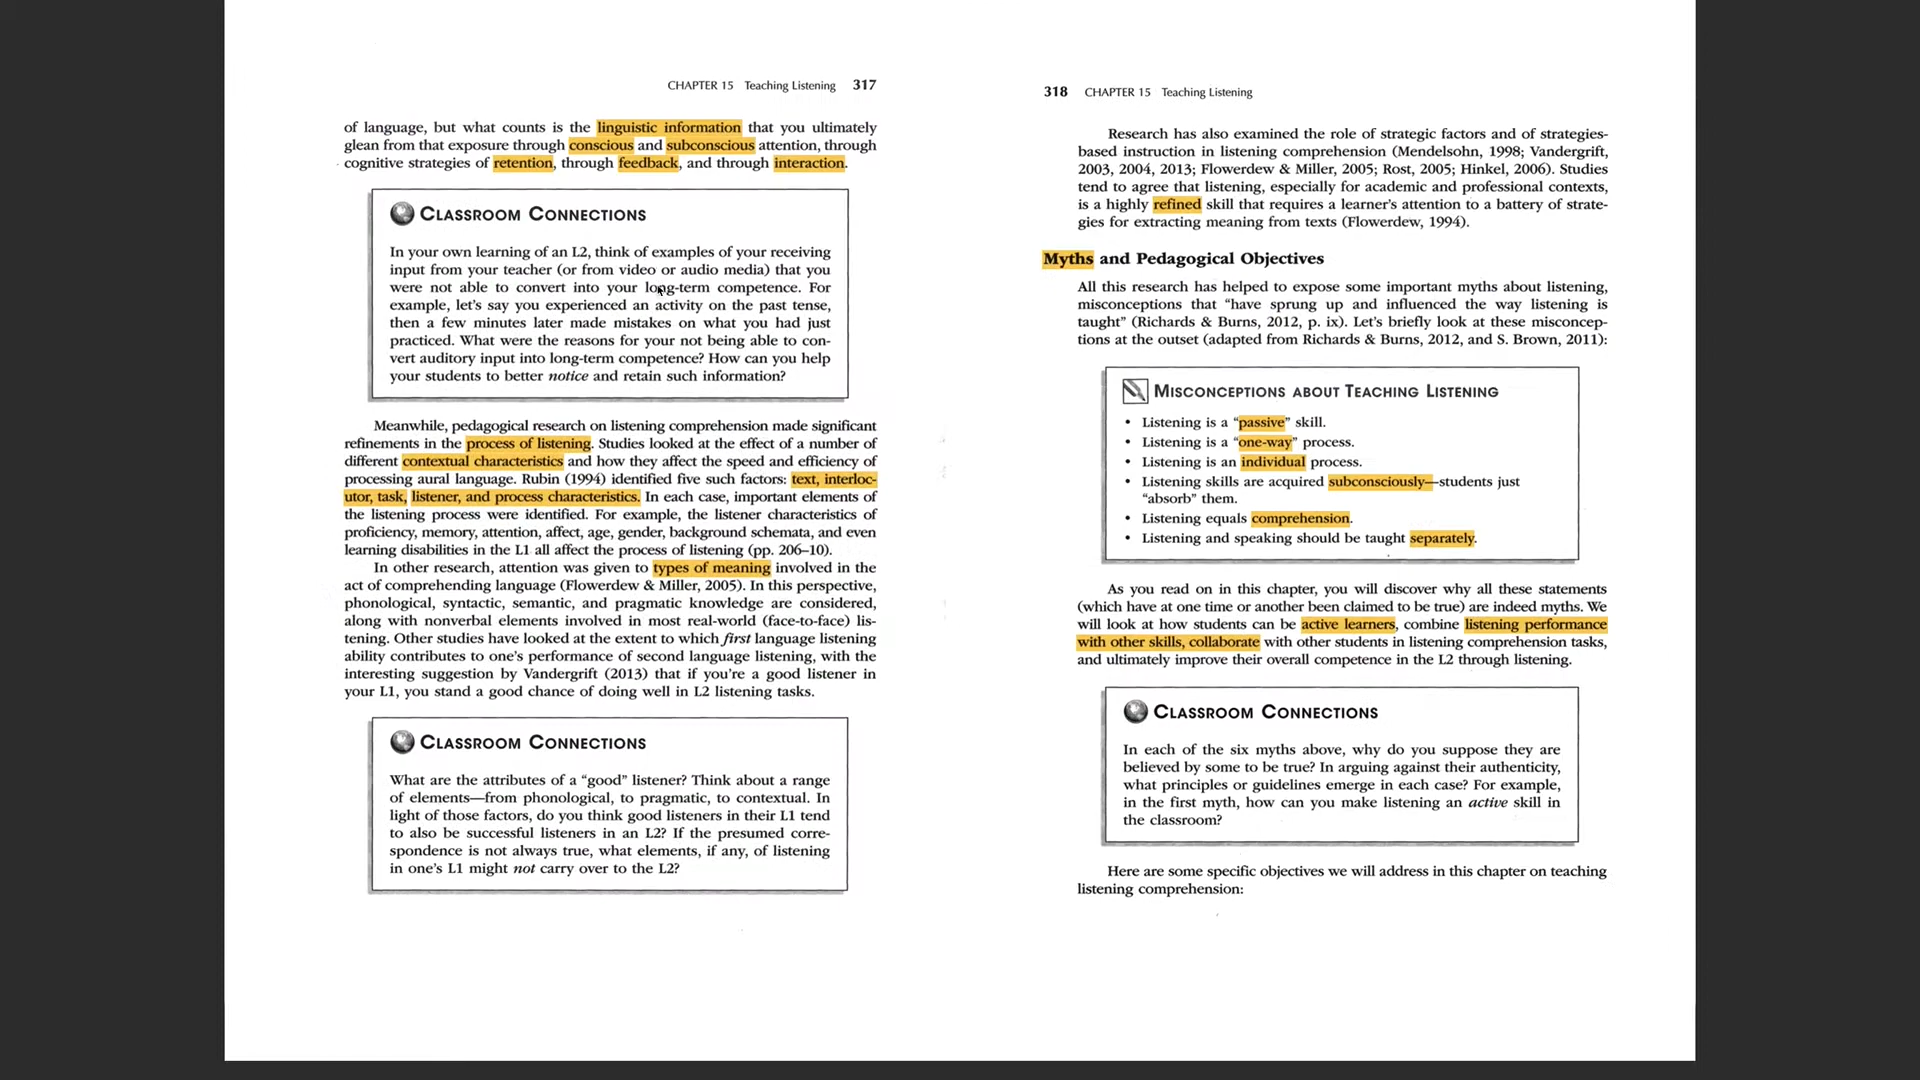 CHAPTER 15 Teaching Listening 317
of language, but what counts is the linguistic information that you ultimately
glean from that exposure through conscious and subconscious attention, through
cognitive strategies of retention, through feedback, and through interaction.
CLASSROOM CONNECTIONS
In your own learning of an L2, think of examples of your receiving
input from your teacher (or from video or audio media) that you
were not able to convert into your long-term competence. For
example, let's say you experienced an activity on the past tense,
then a few minutes later made mistakes on what you had just
practiced. What were the reasons for your not being able to con-
vert auditory input into long-term competence? How can you help
your students to better notice and retain such information?
Meanwhile, pedagogical research on listening comprehension made significant
refinements in the process of listening. Studies looked at the effect of a number of
different contextual characteristics and how they affect the speed and efficiency of
processing aural language. Rubin (1994) identified five such factors: text, interloc-
utor, task, listener, and process characteristics. In each case, important elements of
the listening process were identified. For example, the listener characteristics of
proficiency, memory, attention, affect, age, gender, background schemata, and even
learning disabilities in the L1 all affect the process of listening (pp. 206–10).
In other research, attention was given to types of meaning involved in the
act of comprehending language (Flowerdew & Miller, 2005). In this perspective,
phonological, syntactic, semantic, and pragmatic knowledge are considered,
along with nonverbal elements involved in most real-world (face-to-face) lis-
tening. Other studies have looked at the extent to which first language listening
ability contributes to one's performance of second language listening, with the
interesting suggestion by Vandergrift (2013) that if you're a good listener in
your L1, you stand a good chance of doing well in L2 listening tasks.
CLASSROOM CONNECTIONS
What are the attributes of a "good" listener? Think about a range
of elements—from phonological, to pragmatic, to contextual. In
light of those factors, do you think good listeners in their L1 tend
to also be successful listeners in an L2? If the presumed corre-
spondence is not always true, what elements, if any, of listening
in one's L1 might not carry over to the L2?
318 CHAPTER 15 Teaching Listening
Research has also examined the role of strategic factors and of strategies-
based instruction in listening comprehension (Mendelsohn, 1998; Vandergrift,
2003, 2004, 2013; Flowerdew & Miller, 2005; Rost, 2005; Hinkel, 2006). Studies
tend to agree that listening, especially for academic and professional contexts,
is a highly refined skill that requires a learner's attention to a battery of strate-
gies for extracting meaning from texts (Flowerdew, 1994).
Myths and Pedagogical Objectives
All this research has helped to expose some important myths about listening,
misconceptions that "have sprung up and influenced the way listening is
taught" (Richards & Burns, 2012, p. ix). Let's briefly look at these misconcep-
tions at the outset (adapted from Richards & Burns, 2012, and S. Brown, 2011):
MISCONCEPTIONS ABOUT TEACHING LISTENING
• Listening is a "passive" skill.
• Listening is a "one-way" process.
• Listening is an individual process.
• Listening skills are acquired subconsciously—students just
"absorb" them.
• Listening equals comprehension.
• Listening and speaking should be taught separately.
As you read on in this chapter, you will discover why all these statements
(which have at one time or another been claimed to be true) are indeed myths. We
will look at how students can be active learners, combine listening performance
with other skills, collaborate with other students in listening comprehension tasks,
and ultimately improve their overall competence in the L2 through listening.
CLASSROOM CONNECTIONS
In each of the six myths above, why do you suppose they are
believed by some to be true? In arguing against their authenticity,
what principles or guidelines emerge in each case? For example,
in the first myth, how can you make listening an active skill in
the classroom?
Here are some specific objectives we will address in this chapter on teaching
listening comprehension: